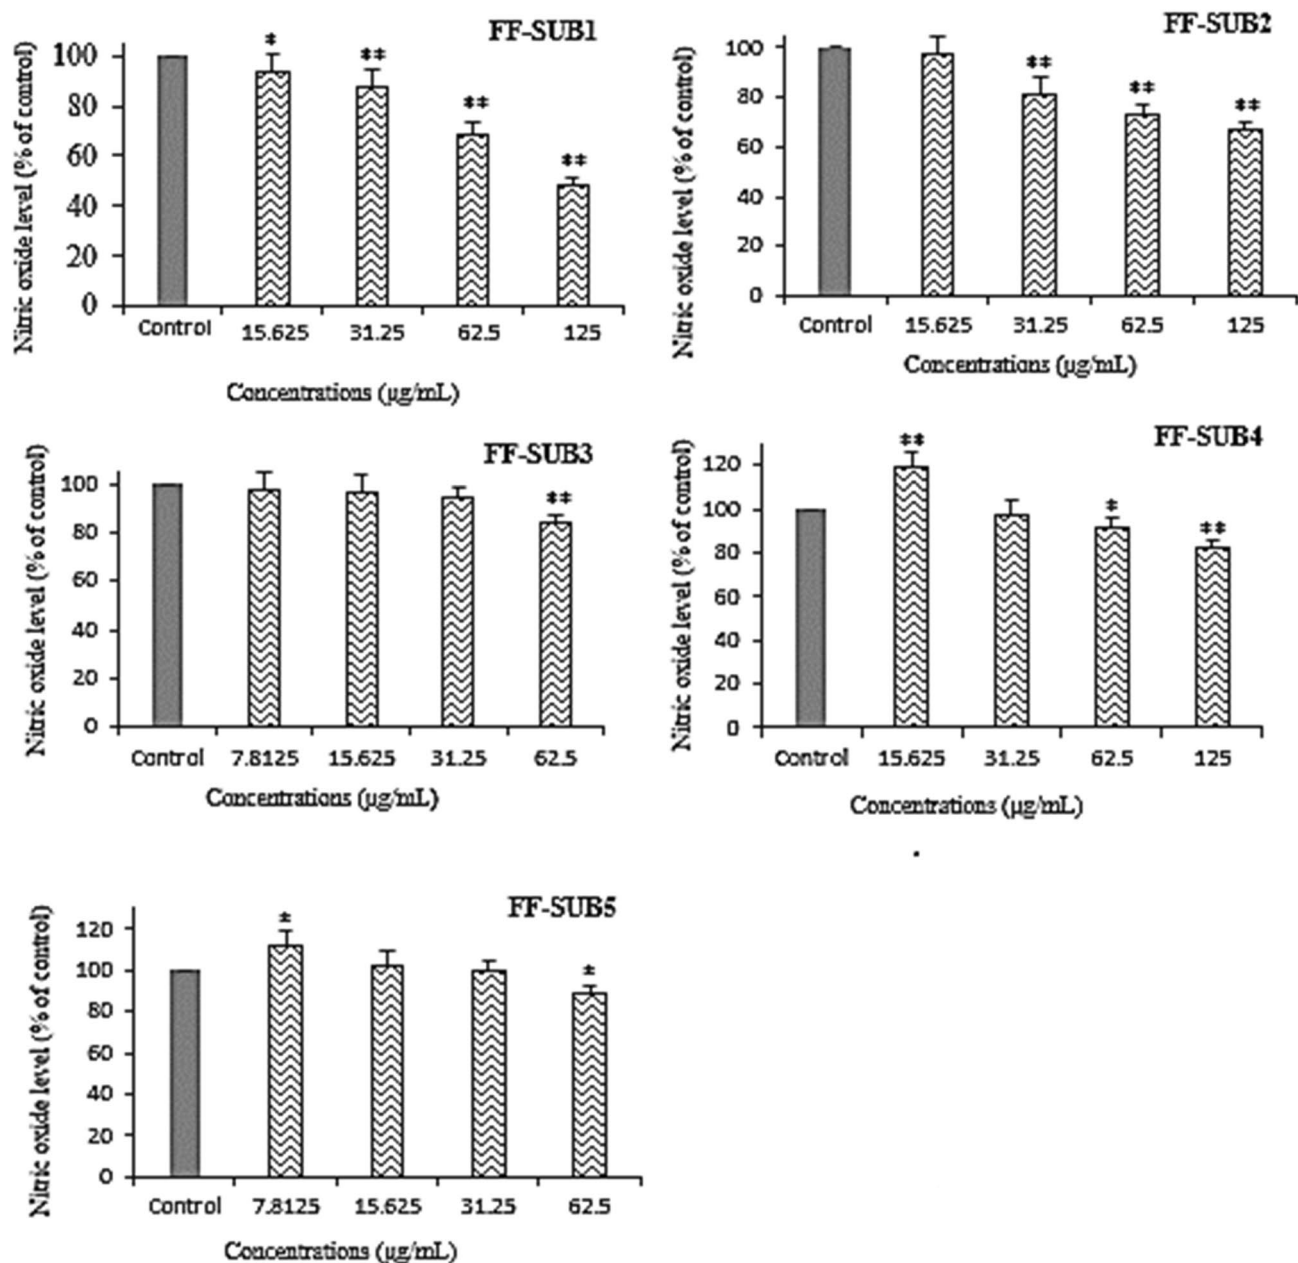 FF-SUB1
Nitric oxide level (% of control)
100
80
60
40
20
0
*
**
**
**
Control 15.625 31.25 62.5 125
Concentrations (µg/mL)
FF-SUB2
Nitric oxide level (% of control)
100
80
60
40
20
0
**
**
**
Control 15.625 31.25 62.5 125
Concentrations (µg/mL)
FF-SUB3
Nitric oxide level (% of control)
100
80
60
40
20
0
**
Control 7.8125 15.625 31.25 62.5
Concentrations (µg/mL)
FF-SUB4
Nitric oxide level (% of control)
120
100
80
60
40
20
0
**
*
**
Control 15.625 31.25 62.5 125
Concentrations (µg/mL)
FF-SUB5
Nitric oxide level (% of control)
120
100
80
60
40
20
0
*
*
Control 7.8125 15.625 31.25 62.5
Concentrations (µg/mL)